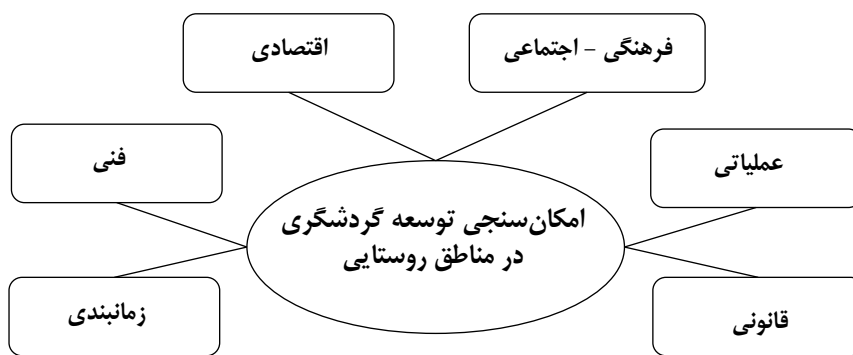 فرهنگی - اجتماعی
اقتصادی
عملیاتی
فنی
امکان‌سنجی توسعه گردشگری
در مناطق روستایی
قانونی
زمانبندی